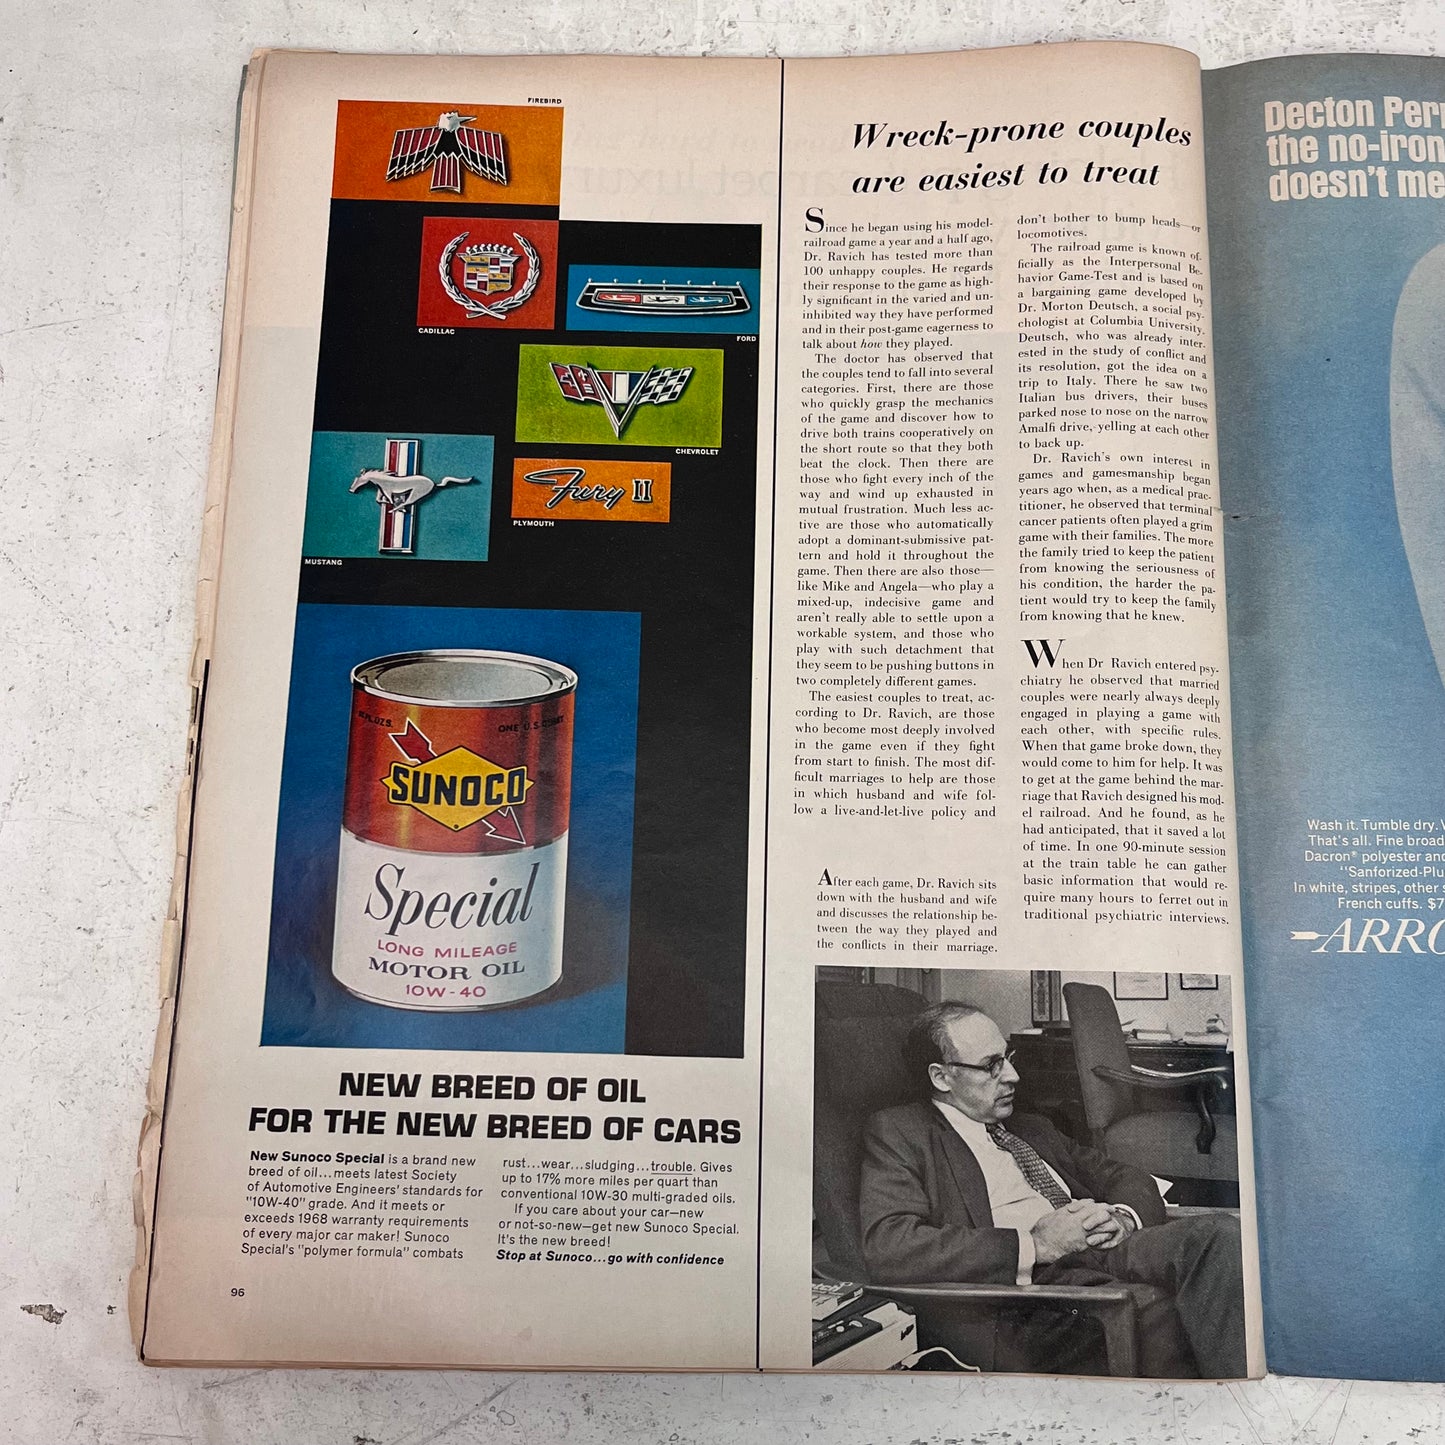 FIREBIRD
CADILLAC
FORD
CHEVROLET
Fury II
PLYMOUTH
MUSTANG
ONE U.S. QUART
SUNOCO
Special
LONG MILEAGE
MOTOR OIL
10W-40
NEW BREED OF OIL
FOR THE NEW BREED OF CARS
New Sunoco Special is a brand new
breed of oil...meets latest Society
of Automotive Engineers' standards for
"10W-40" grade. And it meets or
exceeds 1968 warranty requirements
of every major car maker! Sunoco
Special's "polymer formula" combats
rust...wear...sludging...trouble. Gives
up to 17% more miles per quart than
conventional 10W-30 multi-graded oils.
If you care about your car—new
or not-so-new—get new Sunoco Special.
It's the new breed!
Stop at Sunoco...go with confidence
96
Wreck-prone couples
are easiest to treat
Since he began using his model-
railroad game a year and a half ago,
Dr. Ravich has tested more than
100 unhappy couples. He regards
their response to the game as high-
ly significant in the varied and un-
inhibited way they have performed
and in their post-game eagerness to
talk about how they played.
The doctor has observed that
the couples tend to fall into several
categories. First, there are those
who quickly grasp the mechanics
of the game and discover how to
drive both trains cooperatively on
the short route so that they both
beat the clock. Then there are
those who fight every inch of the
way and wind up exhausted in
mutual frustration. Much less ac-
tive are those who automatically
adopt a dominant-submissive pat-
tern and hold it throughout the
game. Then there are also those—
like Mike and Angela—who play a
mixed-up, indecisive game and
aren't really able to settle upon a
workable system, and those who
play with such detachment that
they seem to be pushing buttons in
two completely different games.
The easiest couples to treat, ac-
cording to Dr. Ravich, are those
who become most deeply involved
in the game even if they fight
from start to finish. The most dif-
ficult marriages to help are those
in which husband and wife fol-
low a live-and-let-live policy and
don't bother to bump heads—or
locomotives.
The railroad game is known of-
ficially as the Interpersonal Be-
havior Game-Test and is based on
a bargaining game developed by
Dr. Morton Deutsch, a social psy-
chologist at Columbia University.
Deutsch, who was already inter-
ested in the study of conflict and
its resolution, got the idea on a
trip to Italy. There he saw two
Italian bus drivers, their buses
parked nose to nose on the narrow
Amalfi drive, yelling at each other
to back up.
Dr. Ravich's own interest in
games and gamesmanship began
years ago when, as a medical prac-
titioner, he observed that terminal
cancer patients often played a grim
game with their families. The more
the family tried to keep the patient
from knowing the seriousness of
his condition, the harder the pa-
tient would try to keep the family
from knowing that he knew.
When Dr Ravich entered psy-
chiatry he observed that married
couples were nearly always deeply
engaged in playing a game with
each other, with specific rules.
When that game broke down, they
would come to him for help. It was
to get at the game behind the mar-
riage that Ravich designed his mod-
el railroad. And he found, as he
had anticipated, that it saved a lot
of time. In one 90-minute session
at the train table he can gather
basic information that would re-
quire many hours to ferret out in
traditional psychiatric interviews.
After each game, Dr. Ravich sits
down with the husband and wife
and discusses the relationship be-
tween the way they played and
the conflicts in their marriage.
Decton Per
the no-iron
doesn't me
Wash it. Tumble dry.
That's all. Fine broad
Dacron® polyester and
"Sanforized-Plu
In white, stripes, other s
French cuffs. $7
ARRO